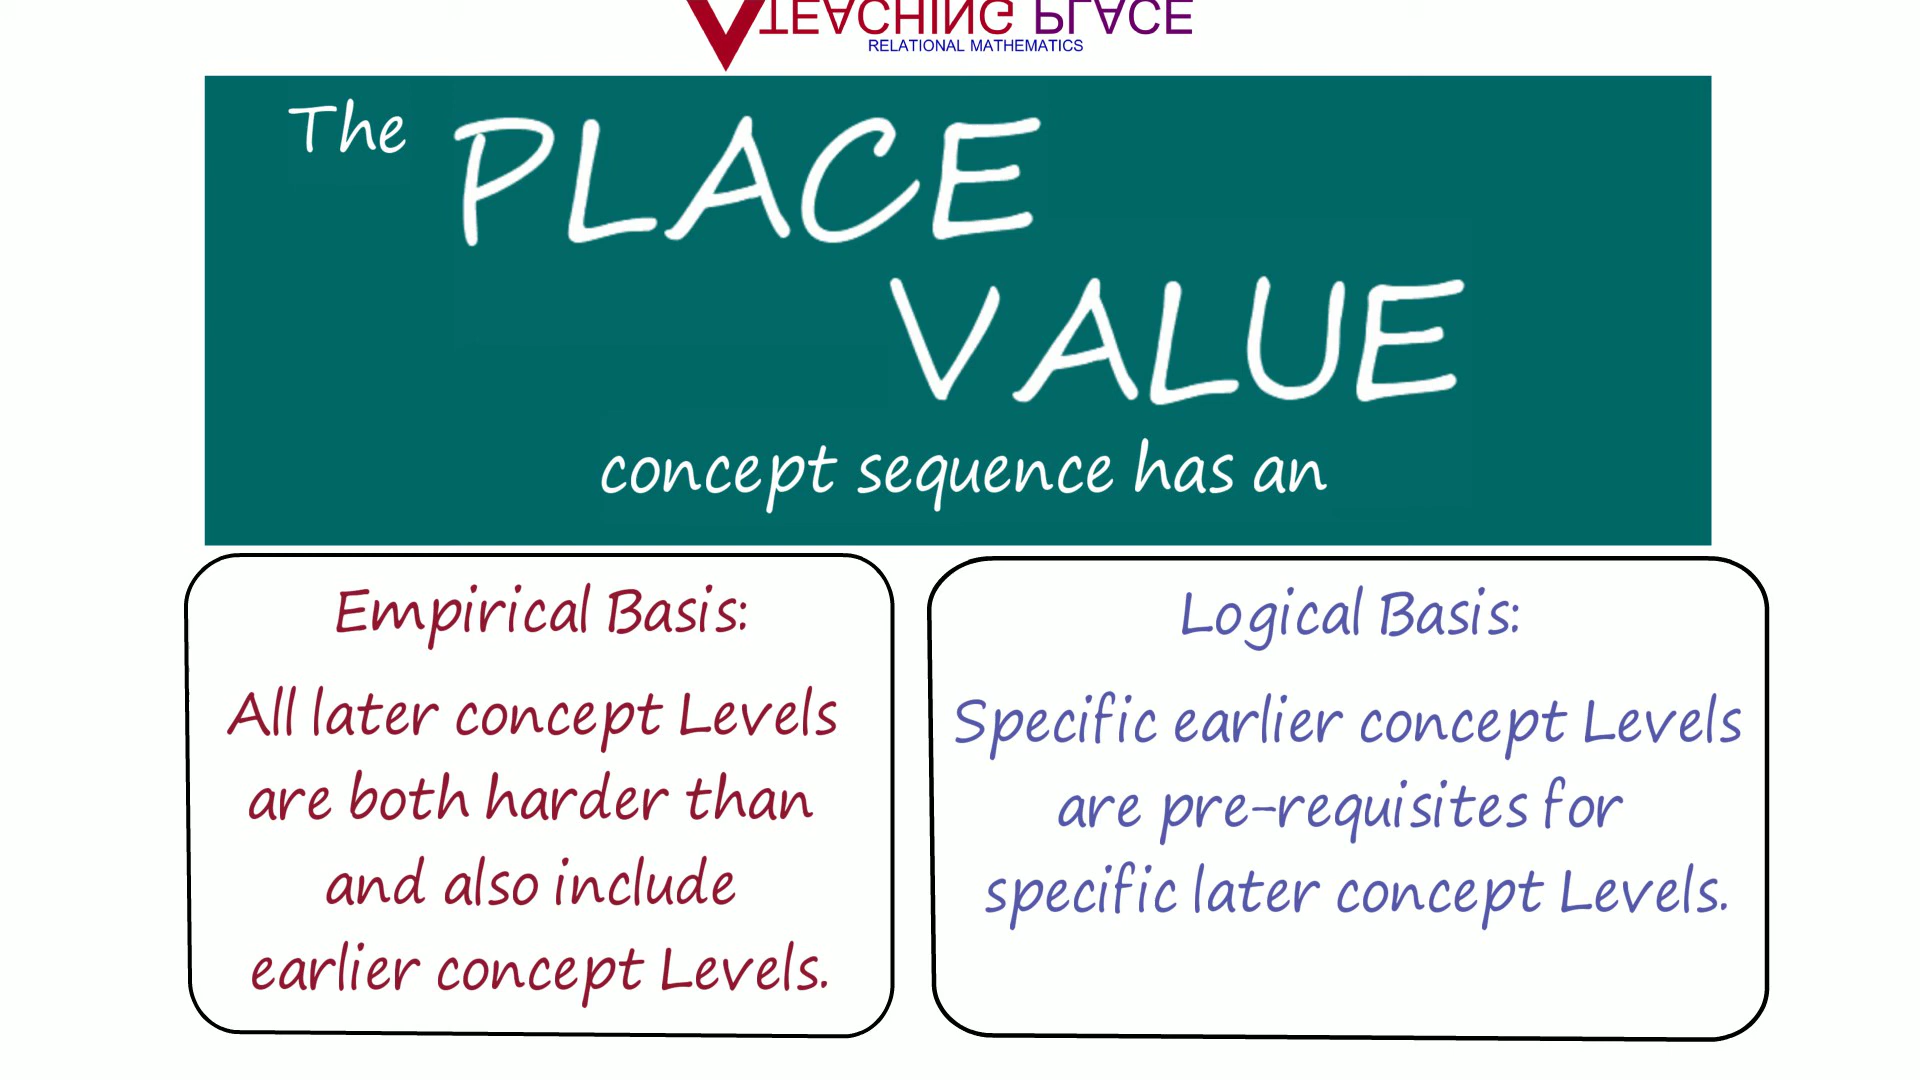 TEACHING PLACE
RELATIONAL MATHEMATICS
The PLACE
VALUE
concept sequence has an
Empirical Basis:
All later concept Levels
are both harder than
and also include
earlier concept Levels.
Logical Basis:
Specific earlier concept Levels
are pre-requisites for
specific later concept Levels.